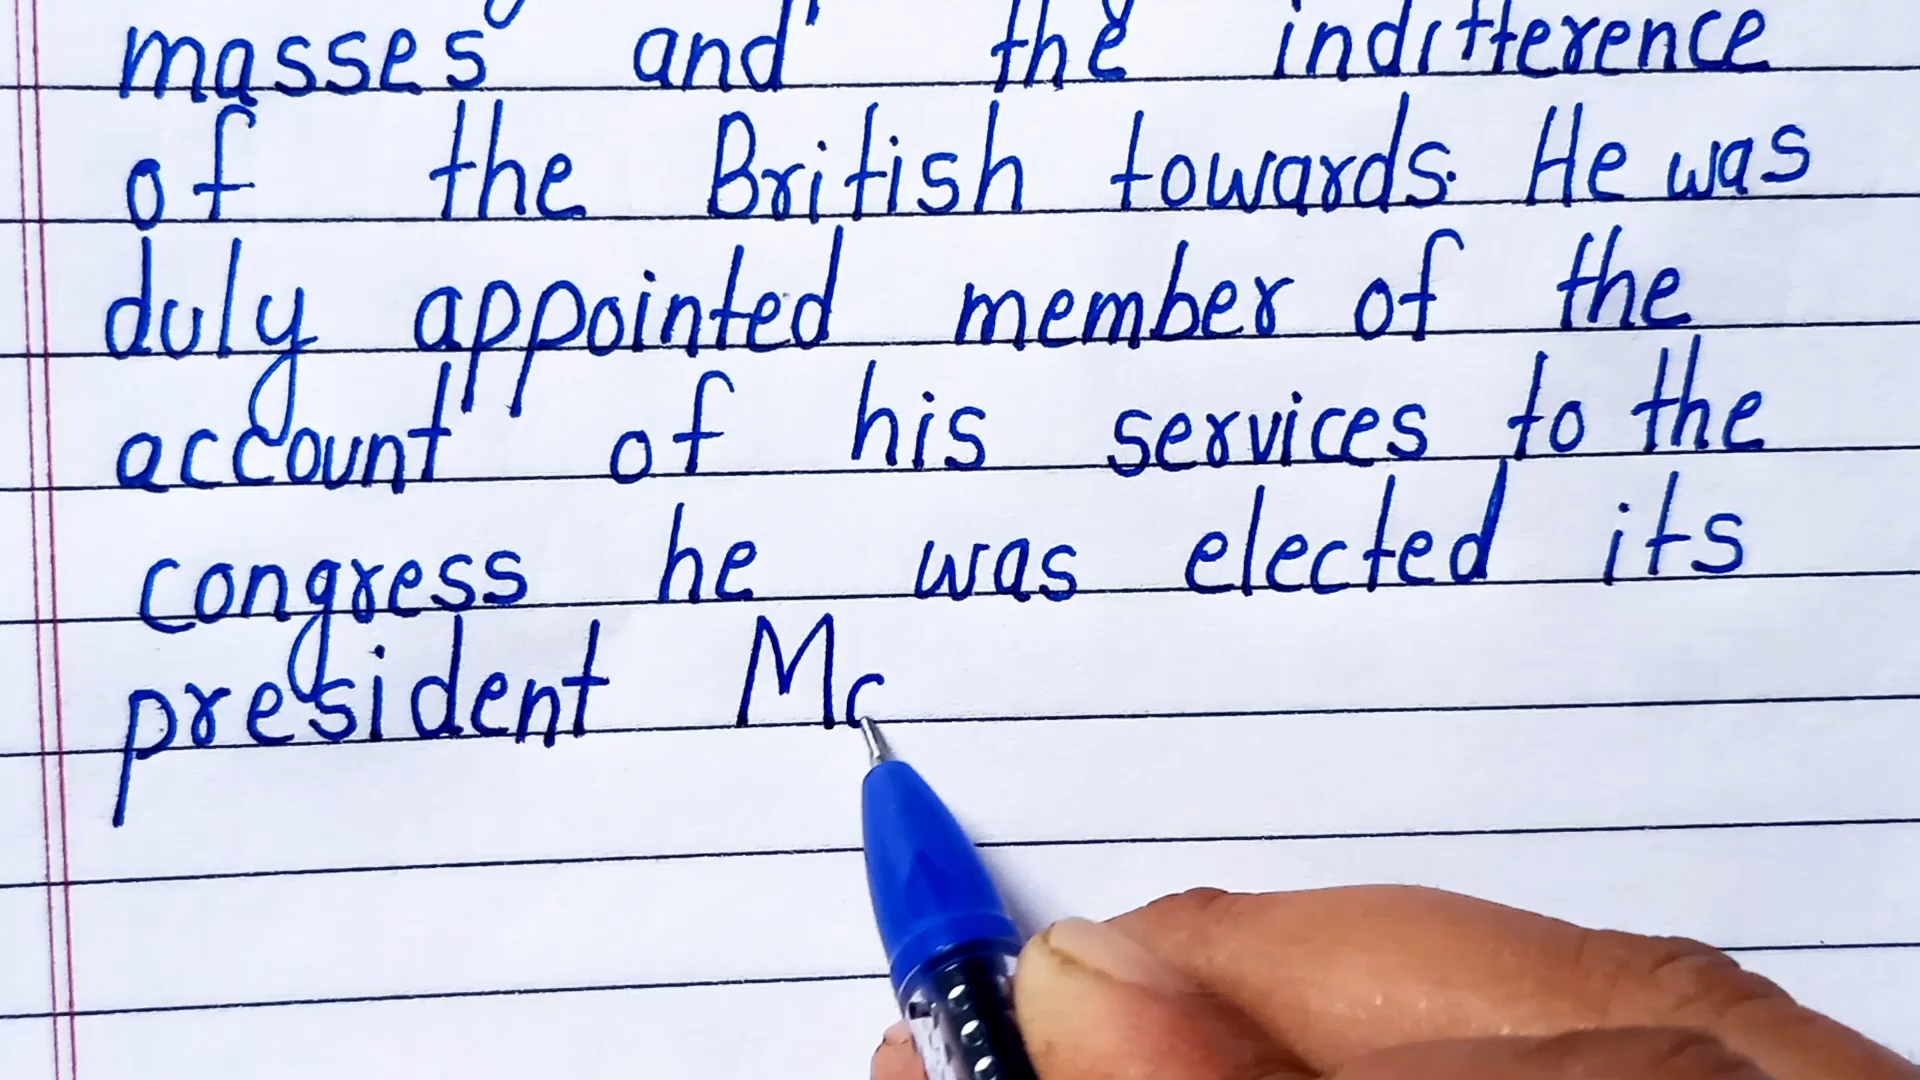 masses and the indifference
of the British towards. He was
duly appointed member of the
account of his services to the
congress he was elected its
president M